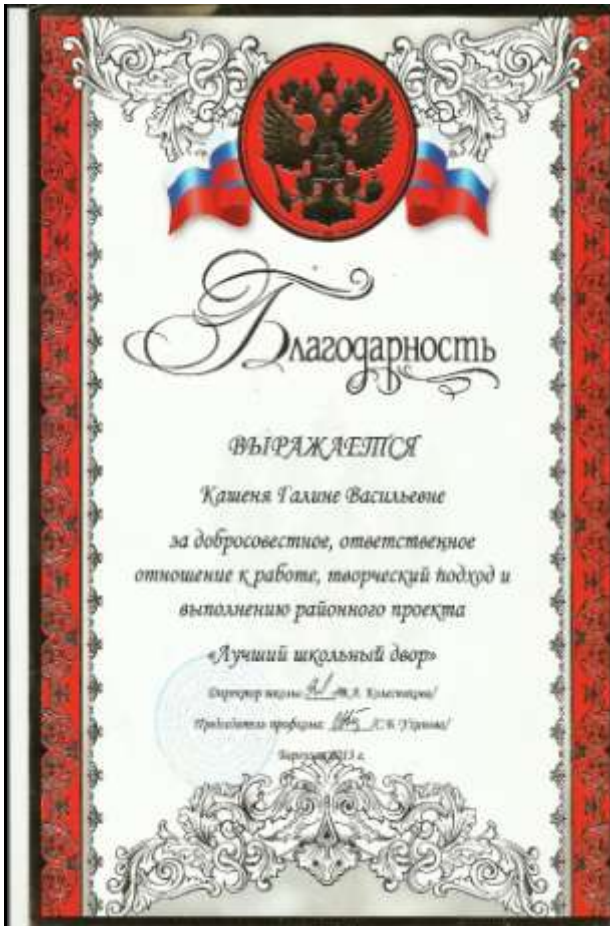 Благодарность
ВЫРАЖАЕТСЯ
Кашеня Галине Васильевне
за добросовестное, ответственное
отношение к работе, творческий подход и
выполнению районного проекта
«Лучший школьный двор»
Директор школы: Колесникова/
Председатель профкома: /С.В.
2013 г.